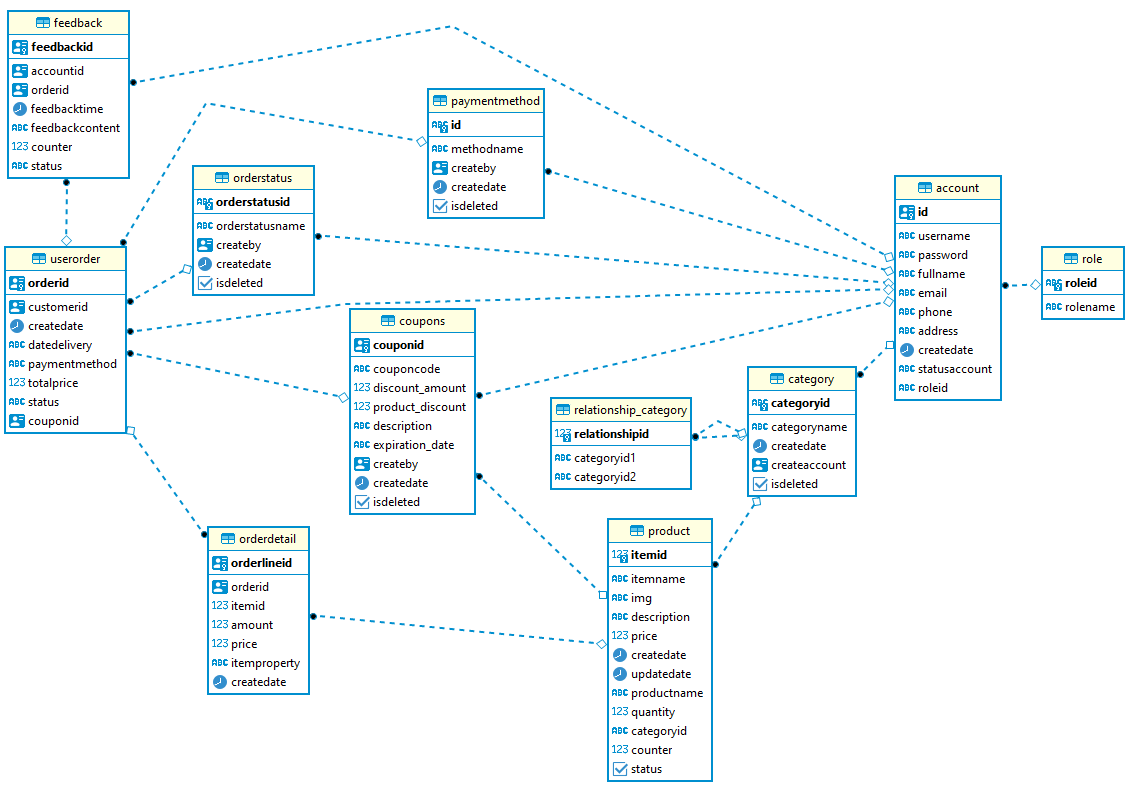 feedback
feedbackid
accountid
orderid
feedbacktime
ABC feedbackcontent
123 counter
ABC status
paymentmethod
ABC id
ABC methodname
createby
createdate
isdeleted
orderstatus
ABC orderstatusid
ABC orderstatusname
createby
createdate
isdeleted
account
id
ABC username
ABC password
ABC fullname
ABC email
ABC phone
ABC address
createdate
ABC statusaccount
ABC roleid
role
ABC roleid
ABC rolename
userorder
orderid
customerid
createdate
ABC datedelivery
ABC paymentmethod
123 totalprice
ABC status
couponid
coupons
couponid
ABC couponcode
123 discount_amount
123 product_discount
ABC description
ABC expiration_date
createby
createdate
isdeleted
relationship_category
123 relationshipid
ABC categoryid1
ABC categoryid2
category
ABC categoryid
ABC categoryname
createdate
createaccount
isdeleted
orderdetail
orderlineid
orderid
123 itemid
123 amount
123 price
ABC itemproperty
createdate
product
123 itemid
ABC itemname
ABC img
ABC description
123 price
createdate
updatedate
ABC productname
123 quantity
ABC categoryid
123 counter
status